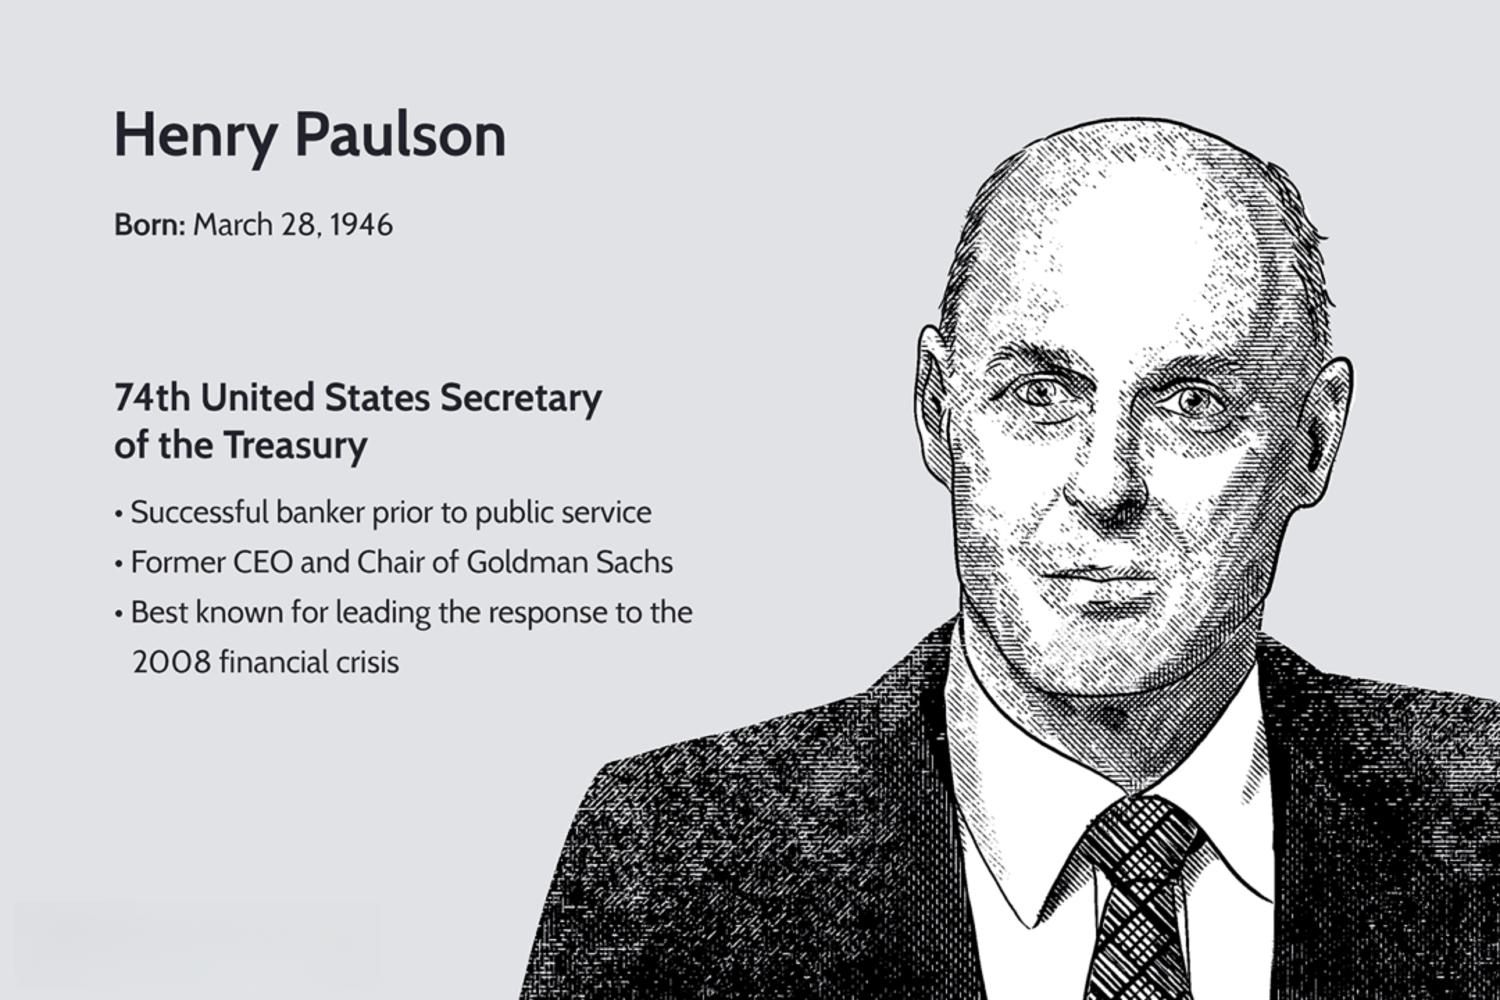 Henry Paulson
Born: March 28, 1946
74th United States Secretary
of the Treasury
• Successful banker prior to public service
• Former CEO and Chair of Goldman Sachs
• Best known for leading the response to the
2008 financial crisis